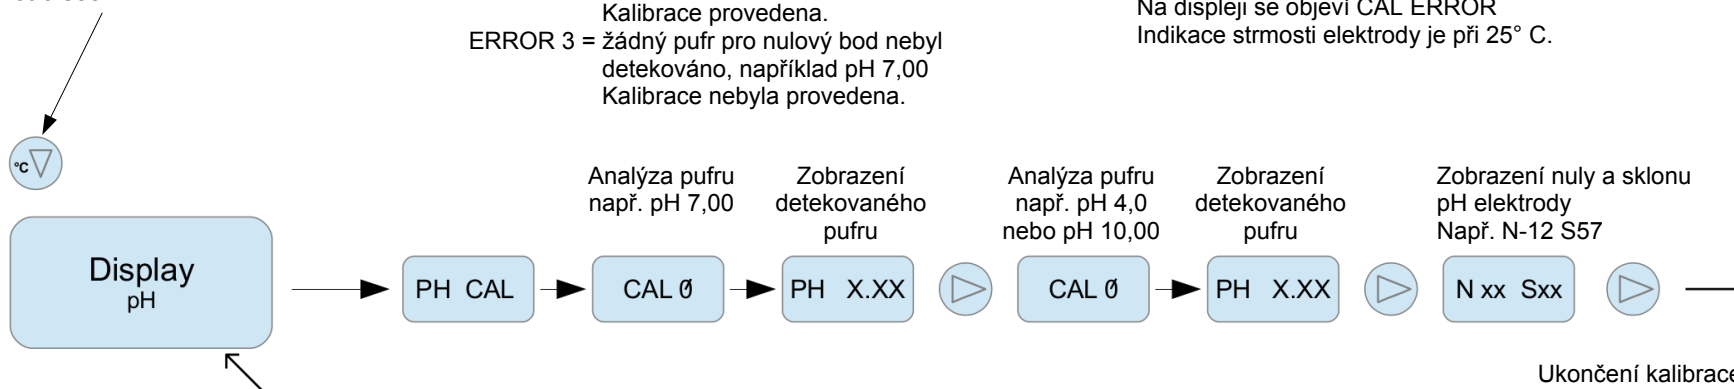 Kalibrace provedena.
ERROR 3 = žádný pufr pro nulový bod nebyl
detekováno, například pH 7,00
Kalibrace nebyla provedena.
Na displeji se objeví CAL ERROR
Indikace strmosti elektrody je při 25° C.
°C
Analýza pufru
např. pH 7,00
Zobrazení
detekovaného
pufru
Analýza pufru
např. pH 4,0
nebo pH 10,00
Zobrazení
detekovaného
pufru
Zobrazení nuly a sklonu
pH elektrody
Např. N-12 S57
Display
pH
PH CAL
CAL 0
PH X.XX
CAL 0
PH X.XX
N xx Sxx
Ukončení kalibrace